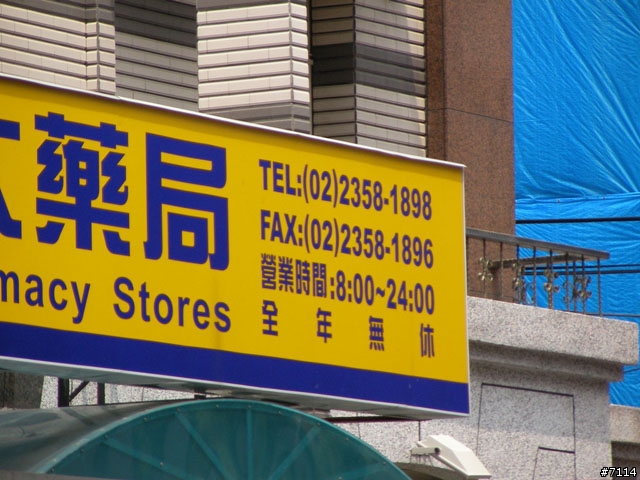 藥局
macy Stores
TEL:(02)2358-1898
FAX:(02)2358-1896
營業時間:8:00~24:00
全年無休
#7114